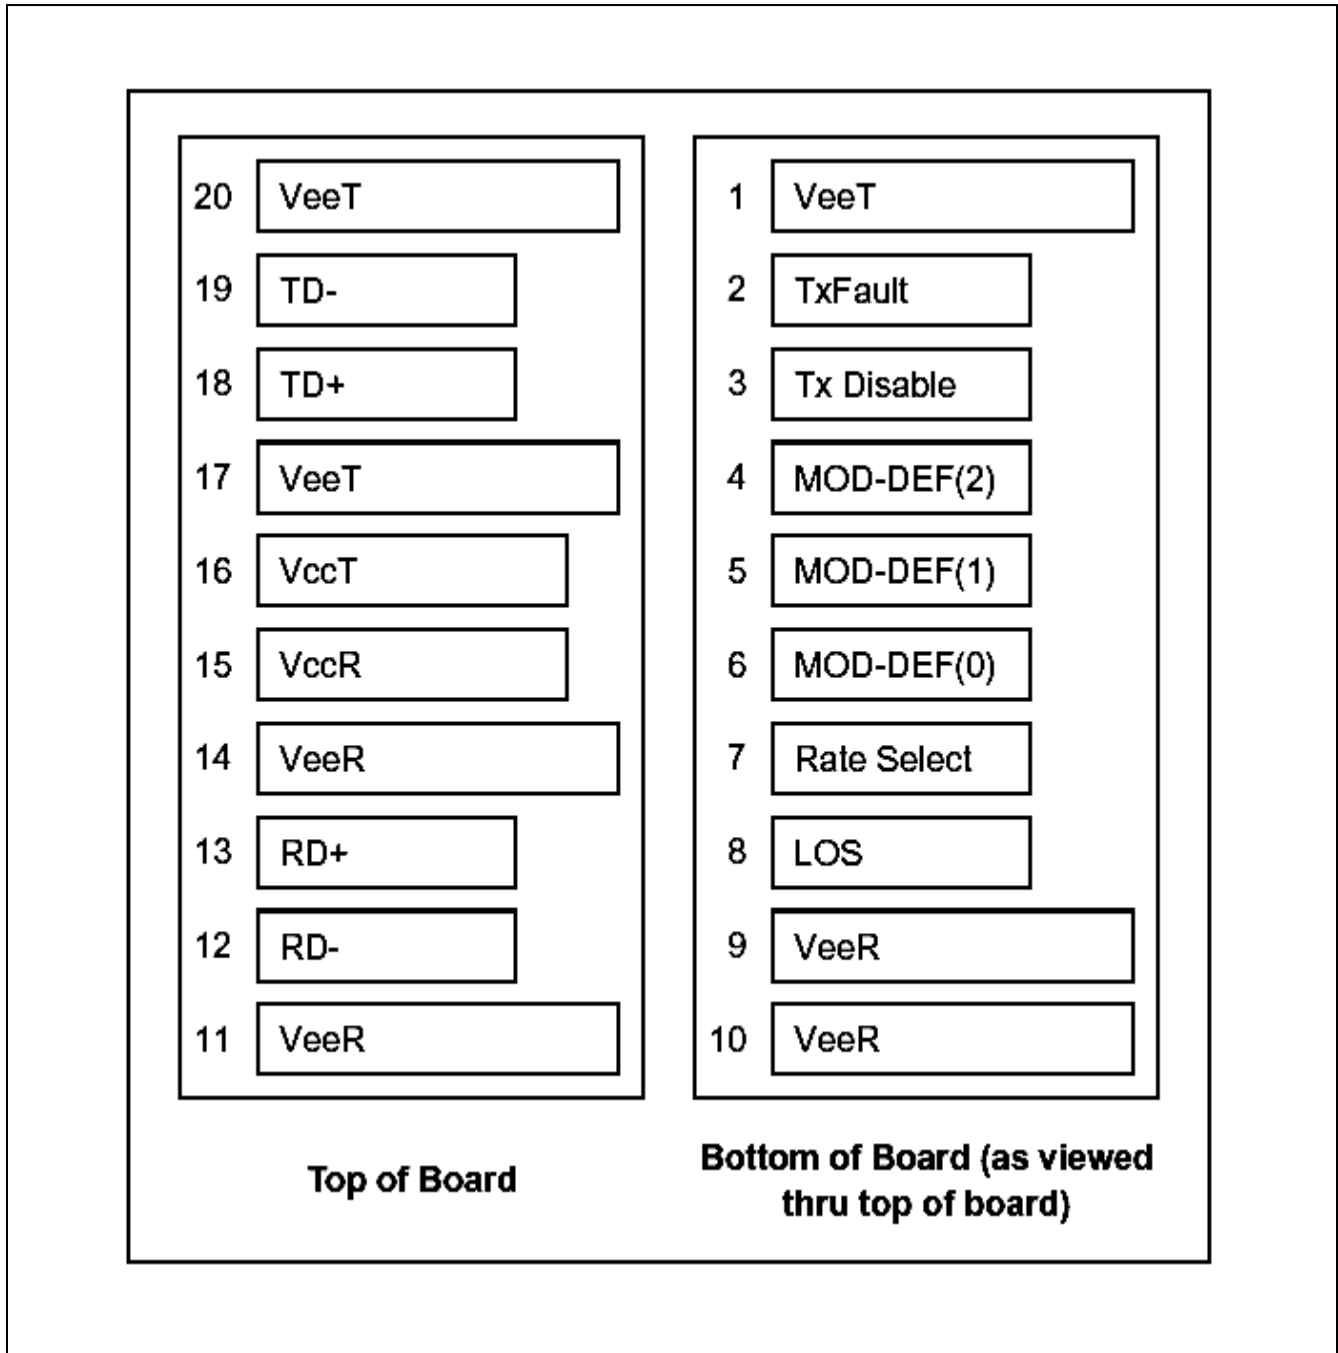 20 VeeT
19 TD-
18 TD+
17 VeeT
16 VccT
15 VccR
14 VeeR
13 RD+
12 RD-
11 VeeR
Top of Board
1 VeeT
2 TxFault
3 Tx Disable
4 MOD-DEF(2)
5 MOD-DEF(1)
6 MOD-DEF(0)
7 Rate Select
8 LOS
9 VeeR
10 VeeR
Bottom of Board (as viewed
thru top of board)